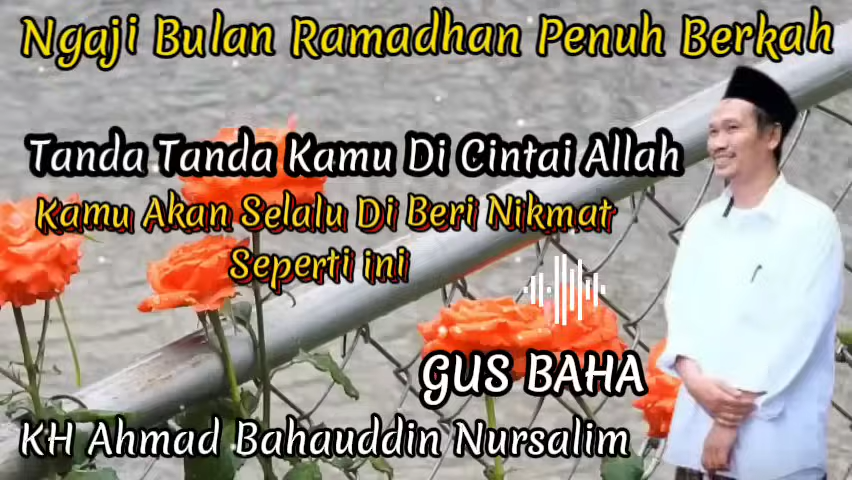 Ngaji Bulan Ramadhan Penuh Berkah
Tanda Tanda Kamu Di Cintai Allah
Kamu Akan Selalu Di Beri Nikmat
Seperti ini
GUS BAHA
KH Ahmad Bahauddin Nursalim